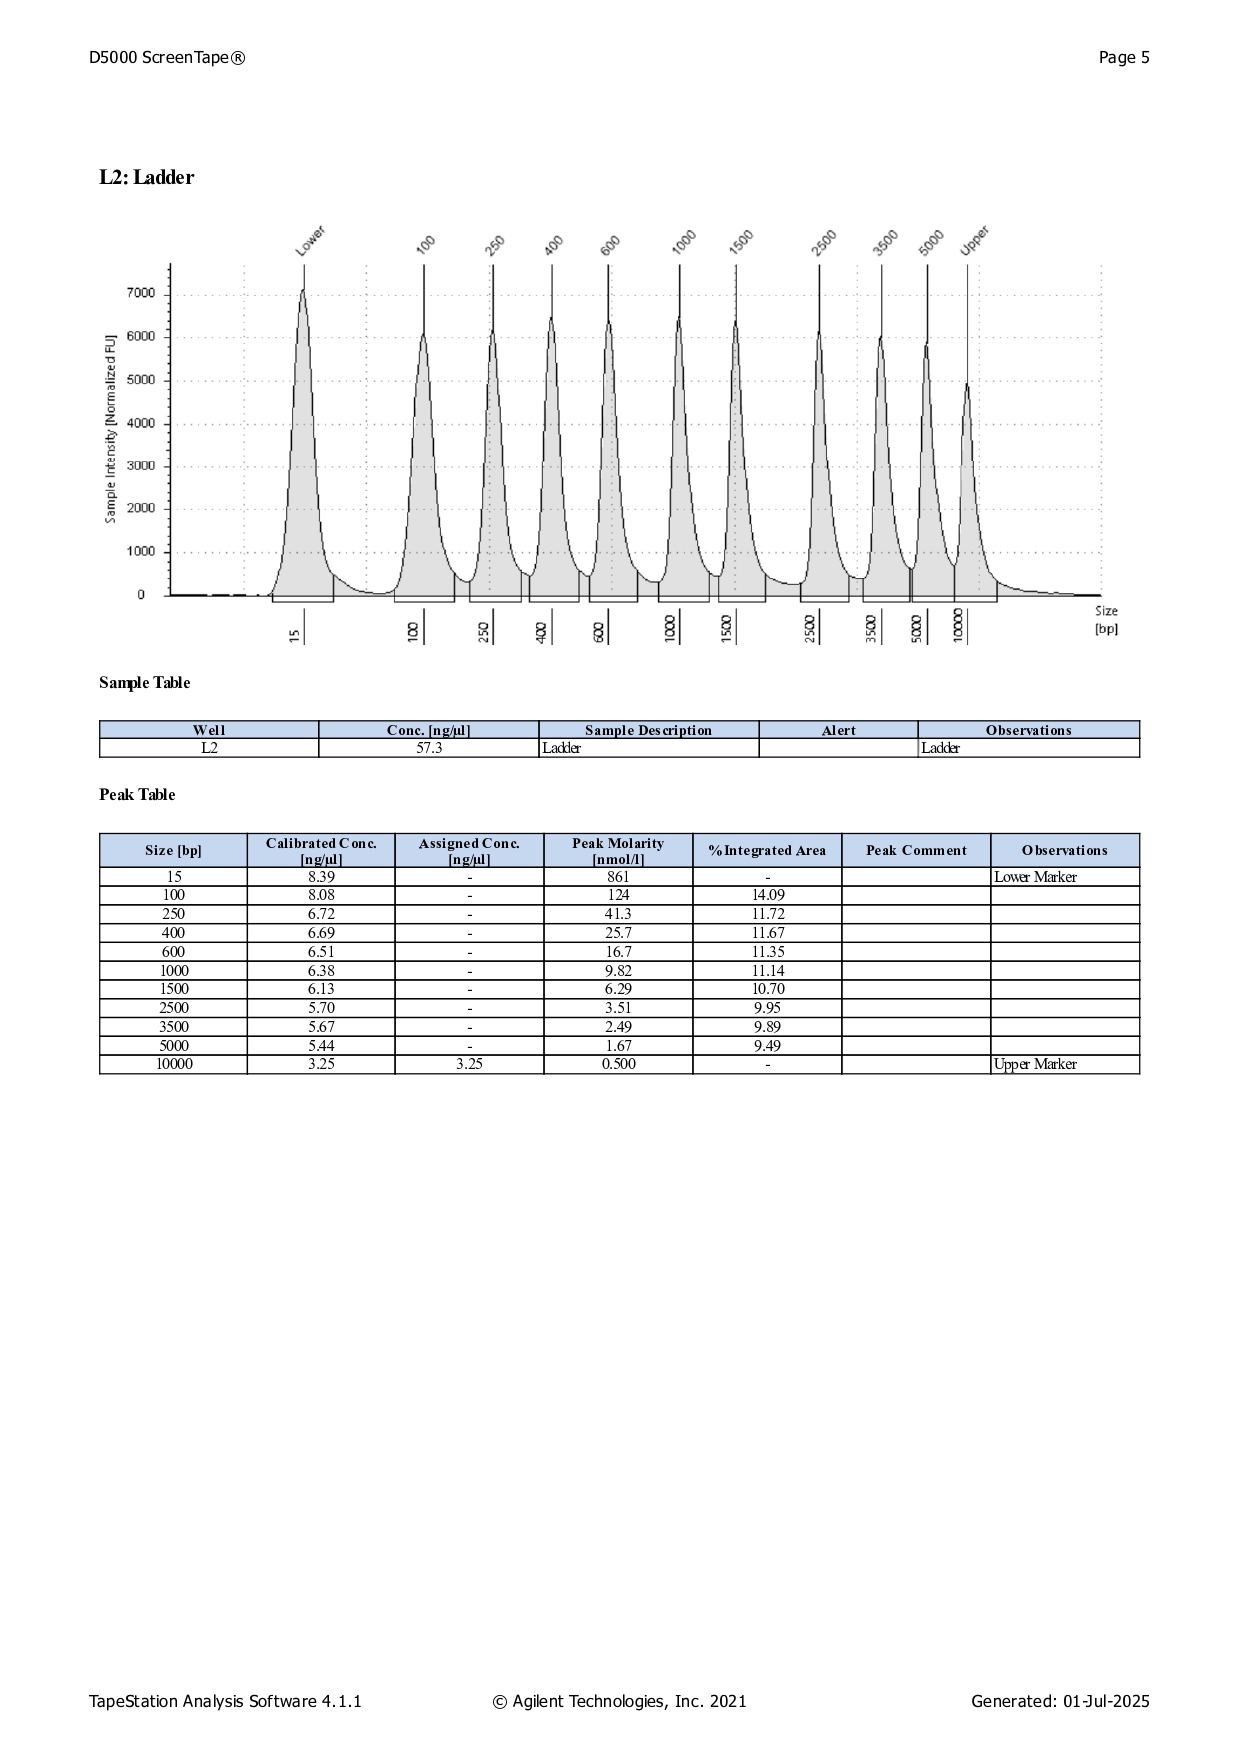 D5000 ScreenTape® Page 5
L2: Ladder
Lower 100 250 400 600 1000 1500 2500 3500 5000 Upper
Sample Intensity [Normalized FU]
7000
6000
5000
4000
3000
2000
1000
0
15 100 250 400 600 1000 1500 2500 3500 5000 10000
Size
[bp]
Sample Table
Well Conc. [ng/µl] Sample Description Alert Observations
L2 57.3 Ladder Ladder
Peak Table
Size [bp] Calibrated Conc. [ng/µl] Assigned Conc. [ng/µl] Peak Molarity [nmol/l] % Integrated Area Peak Comment Observations
15 8.39 - 861 - Lower Marker
100 8.08 - 124 14.09
250 6.72 - 41.3 11.72
400 6.69 - 25.7 11.67
600 6.51 - 16.7 11.35
1000 6.38 - 9.82 11.14
1500 6.13 - 6.29 10.70
2500 5.70 - 3.51 9.95
3500 5.67 - 2.49 9.89
5000 5.44 - 1.67 9.49
10000 3.25 3.25 0.500 - Upper Marker
TapeStation Analysis Software 4.1.1 © Agilent Technologies, Inc. 2021 Generated: 01-Jul-2025